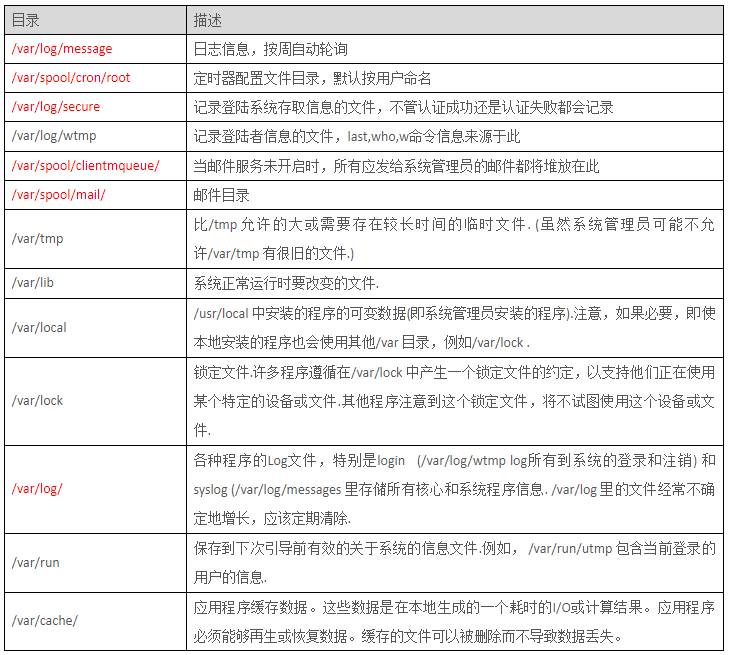 目录 描述
/var/log/message 日志信息，按周自动轮询
/var/spool/cron/root 定时器配置文件目录，默认按用户命名
/var/log/secure 记录登陆系统存取信息的文件，不管认证成功还是认证失败都会记录
/var/log/wtmp 记录登陆者信息的文件，last,who,w命令信息来源于此
/var/spool/clientmqueue/ 当邮件服务未开启时，所有应发给系统管理员的邮件都将堆放在此
/var/spool/mail/ 邮件目录
/var/tmp 比/tmp 允许的大或需要存在较长时间的临时文件. (虽然系统管理员可能不允
许/var/tmp 有很旧的文件.)
/var/lib 系统正常运行时要改变的文件.
/var/local /usr/local 中安装的程序的可变数据(即系统管理员安装的程序).注意，如果必要，即使
本地安装的程序也会使用其他/var 目录，例如/var/lock .
/var/lock 锁定文件.许多程序遵循在/var/lock 中产生一个锁定文件的约定，以支持他们正在使用
某个特定的设备或文件.其他程序注意到这个锁定文件，将不试图使用这个设备或文
件.
/var/log/ 各种程序的Log文件，特别是login (/var/log/wtmp log所有到系统的登录和注销) 和
syslog (/var/log/messages 里存储所有核心和系统程序信息. /var/log 里的文件经常不确
定地增长，应该定期清除.
/var/run 保存到下次引导前有效的关于系统的信息文件.例如， /var/run/utmp 包含当前登录的
用户的信息.
/var/cache/ 应用程序缓存数据。这些数据是在本地生成的一个耗时的I/O或计算结果。应用程序
必须能够再生或恢复数据。缓存的文件可以被删除而不导致数据丢失。